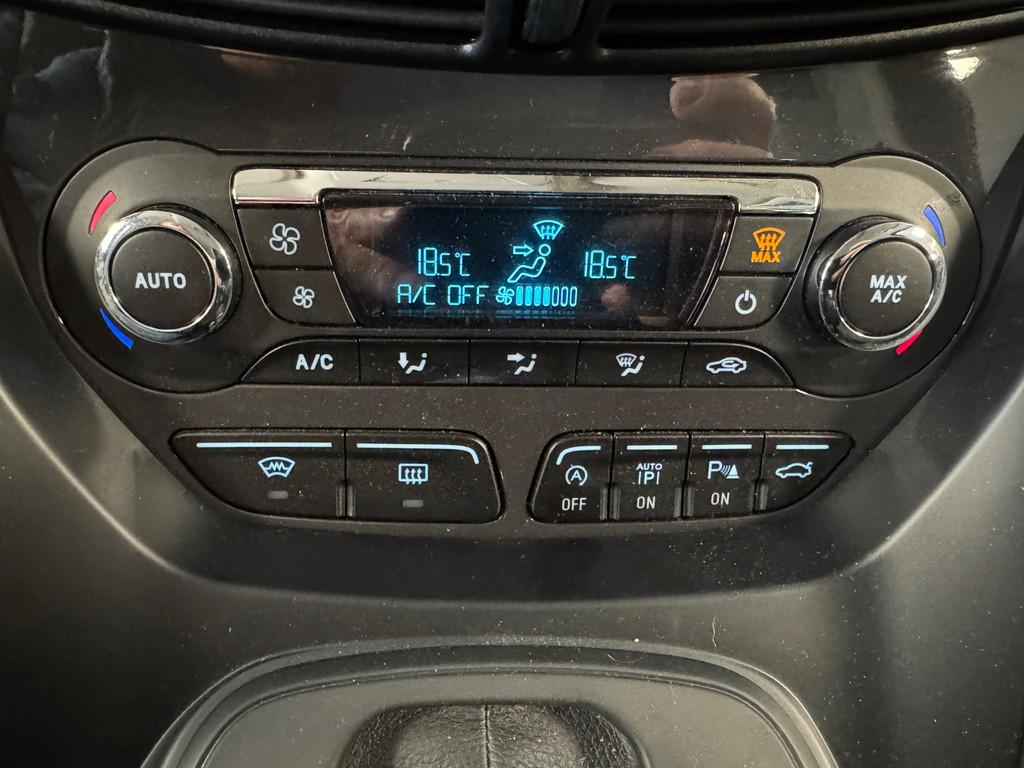 AUTO
18.5°C 18.5°C
A/C OFF
MAX
MAX
A/C
A/C
OFF
AUTO
P
ON
P
ON